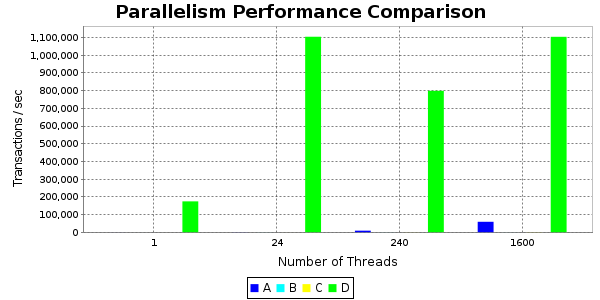 Parallelism Performance Comparison
Transactions / sec
1,100,000
1,000,000
900,000
800,000
700,000
600,000
500,000
400,000
300,000
200,000
100,000
0
1 24 240 1600
Number of Threads
A B C D